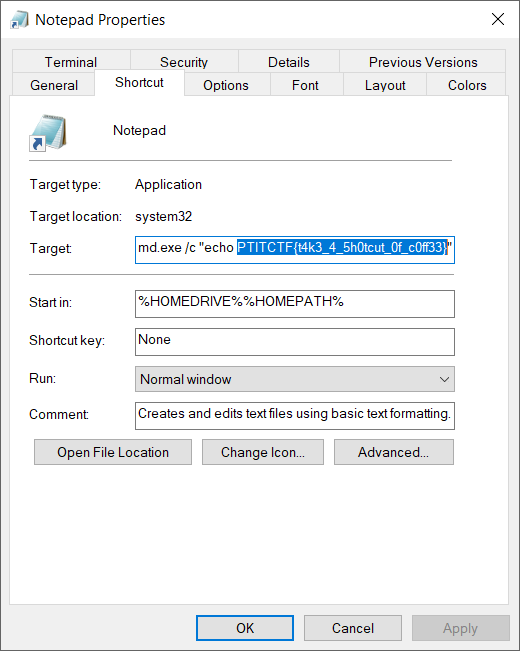 Notepad Properties
Terminal Security Details Previous Versions
General Shortcut Options Font Layout Colors
Notepad
Target type: Application
Target location: system32
Target: md.exe /c "echo PTITCTF{t4k3_4_5h0tcut_0f_c0ff33}"
Start in: %HOMEDRIVE%%HOMEPATH%
Shortcut key: None
Run: Normal window
Comment: Creates and edits text files using basic text formatting.
Open File Location Change Icon... Advanced...
OK Cancel Apply